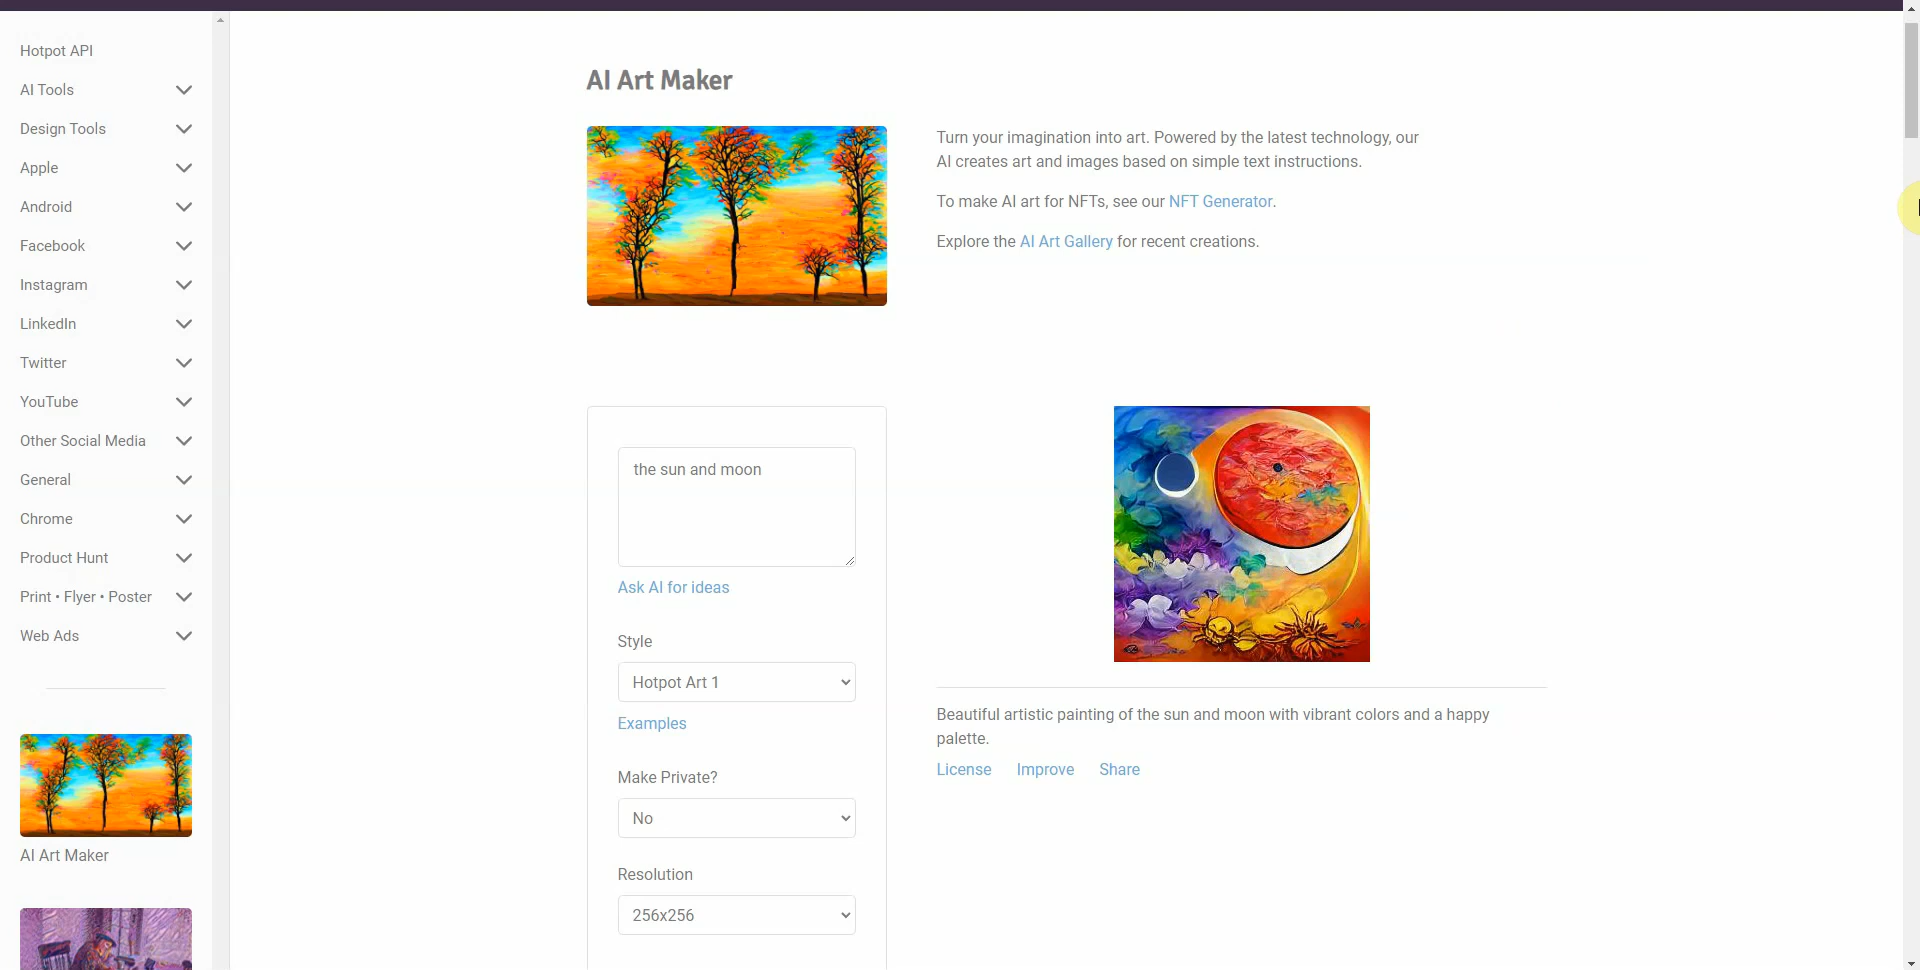 Hotpot API
AI Tools
Design Tools
Apple
Android
Facebook
Instagram
LinkedIn
Twitter
YouTube
Other Social Media
General
Chrome
Product Hunt
Print • Flyer • Poster
Web Ads
AI Art Maker
AI Art Maker
Turn your imagination into art. Powered by the latest technology, our
AI creates art and images based on simple text instructions.
To make AI art for NFTs, see our NFT Generator.
Explore the AI Art Gallery for recent creations.
the sun and moon
Ask AI for ideas
Style
Hotpot Art 1
Examples
Make Private?
No
Resolution
256x256
Beautiful artistic painting of the sun and moon with vibrant colors and a happy
palette.
License Improve Share